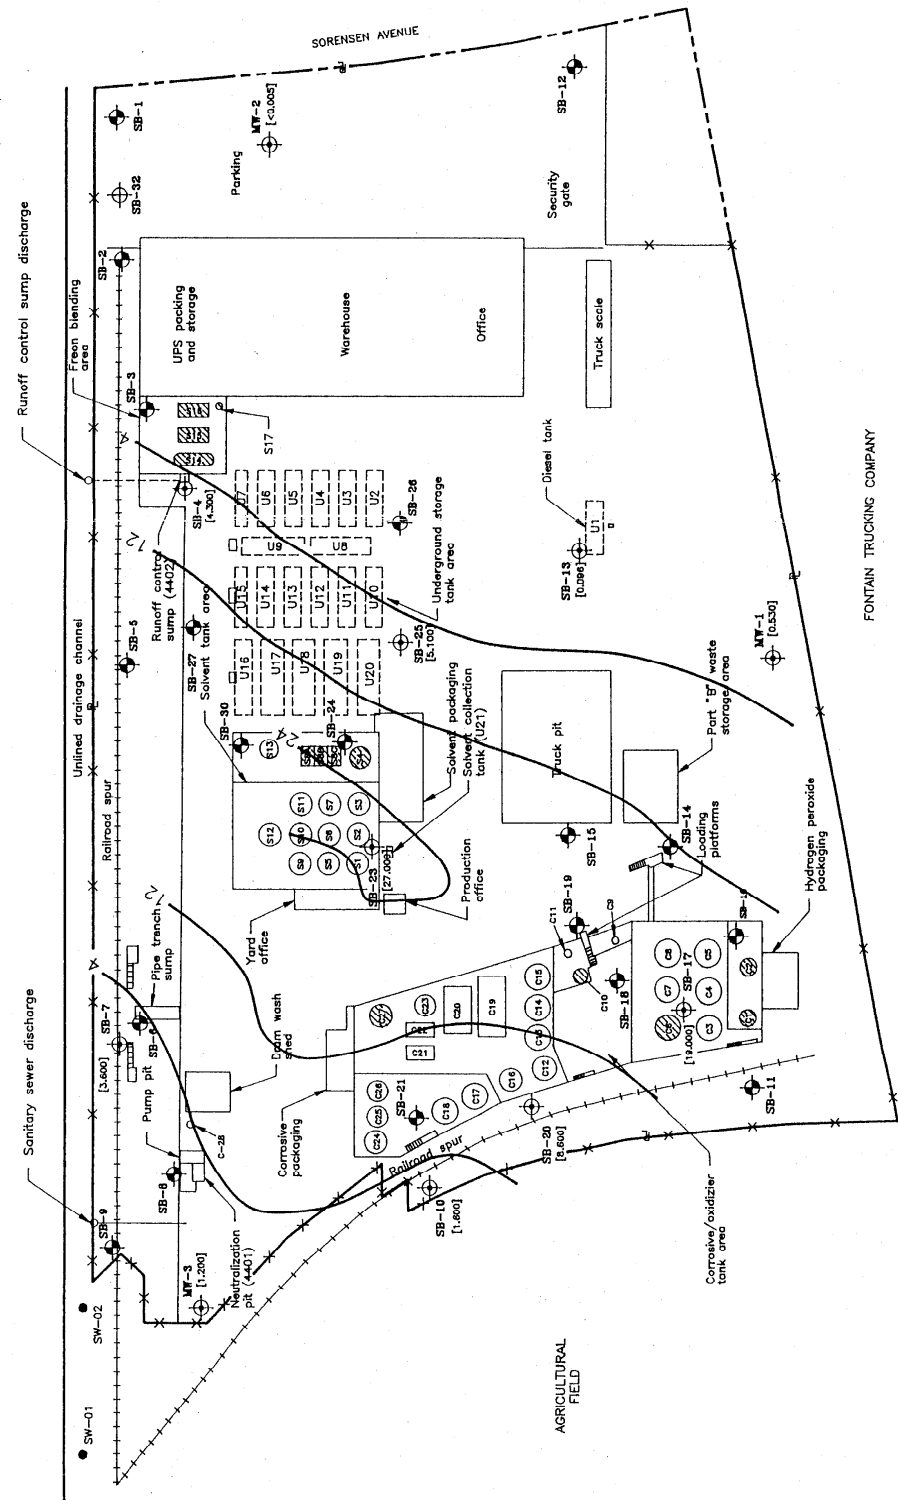 SORENSEN AVENUE
SB-1
SB-32
SB-2
MW-2
[<0.005]
Parking
SB-12
Security
gate
Runoff control sump discharge
Freon blending
area
SB-3
UPS packing
and storage
Warehouse
Office
Truck scale
S17
4
SB-4
[4.300]
12
Runoff control
sump (4402)
U7
U6
U5
U4
U3
U2
U9
U8
U15
U14
U13
U12
U11
U10
U16
U17
U18
U19
U20
SB-26
Underground storage
tank area
Diesel tank
U1
SB-13
[0.096]
SB-25
[5.100]
MW-1
[0.530]
FONTAIN TRUCKING COMPANY
Unlined drainage channel
SB-5
SB-27
Solvent tank area
SB-30
SB-24
24
S13
S11
S7
S3
S12
S10
S6
S2
S9
S5
S1
SB-23
[27.000]
Solvent packaging
Solvent collection
tank (U21)
Truck pit
Part "B" waste
storage area
SB-15
SB-14
Loading
platforms
Hydrogen peroxide
packaging
Railroad spur
12
Yard
office
Production
office
SB-19
C11
C9
C10
SB-18
C8
C7
C5
C4
C3
SB-17
[19.000]
4
SB-7
[3.600]
Pipe trench
sump
SB-6
Pump pit
Drum wash
shed
C-28
C23
C22
C21
C20
C19
C15
C14
C13
C12
C16
C17
C18
C26
C25
C24
SB-21
Corrosive
packaging
Railroad spur
SB-20
[8.600]
SB-11
SB-10
[1.600]
Corrosive/oxidizier
tank area
Sanitary sewer discharge
SB-8
SB-9
MW-3
[1.200]
Neutralization
pit (4401)
SW-02
SW-01
AGRICULTURAL
FIELD